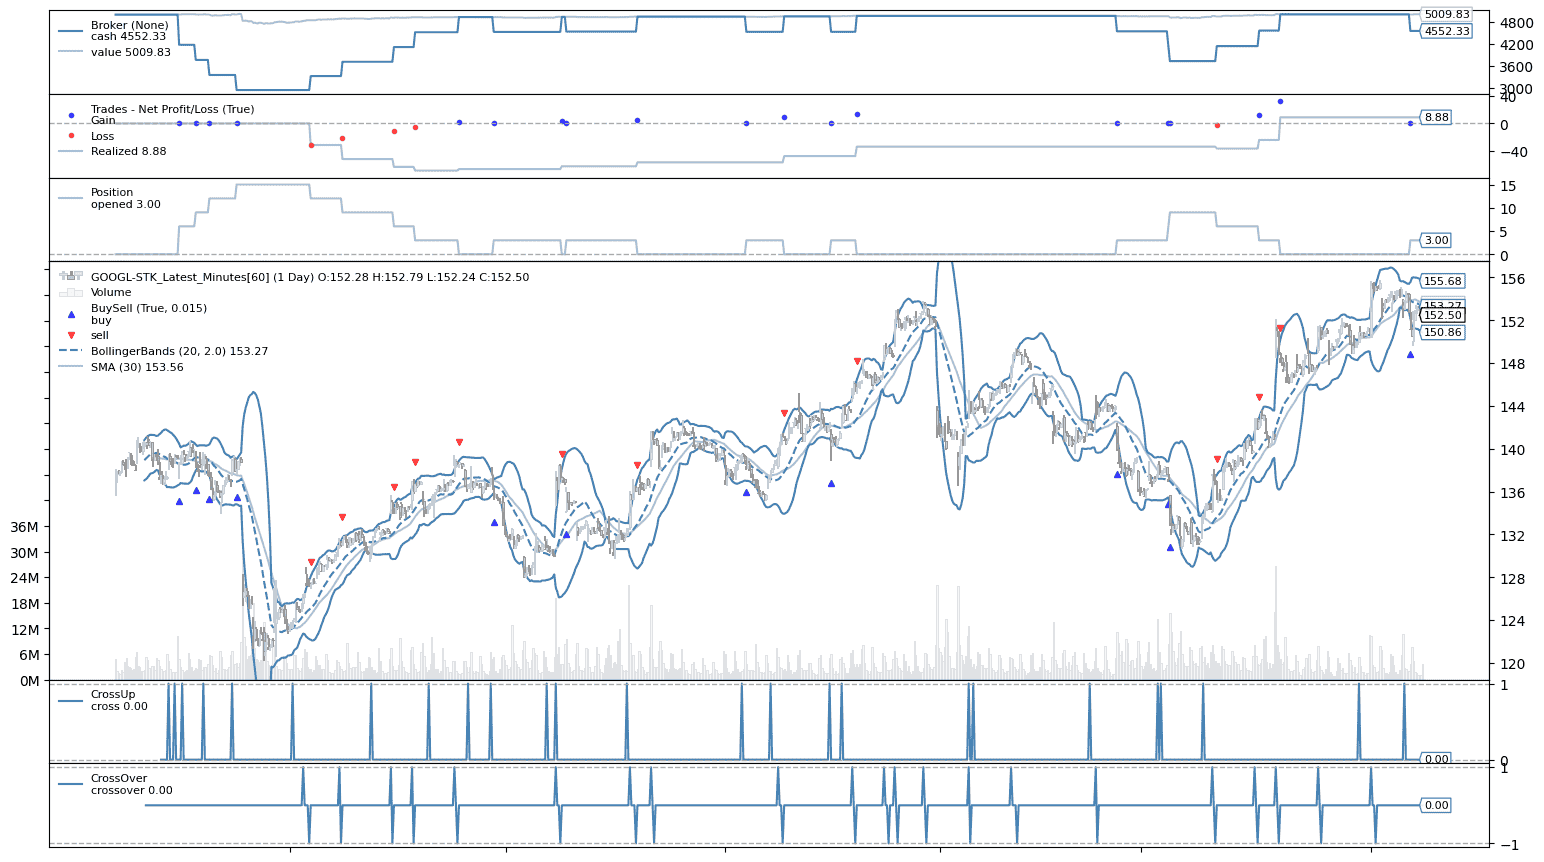 Broker (None)
cash 4552.33
value 5009.83
5009.83
4552.33
4800
4200
3600
3000
Trades - Net Profit/Loss (True)
Gain
Loss
Realized 8.88
40
0
−40
8.88
Position
opened 3.00
15
10
5
0
3.00
GOOGL-STK_Latest_Minutes[60] (1 Day) O:152.28 H:152.79 L:152.24 C:152.50
Volume
BuySell (True, 0.015)
buy
sell
BollingerBands (20, 2.0) 153.27
SMA (30) 153.56
155.68
153.27
152.50
150.86
156
152
148
144
140
136
132
128
124
120
36M
30M
24M
18M
12M
6M
0M
CrossUp
cross 0.00
1
0
0.00
CrossOver
crossover 0.00
1
−1
0.00